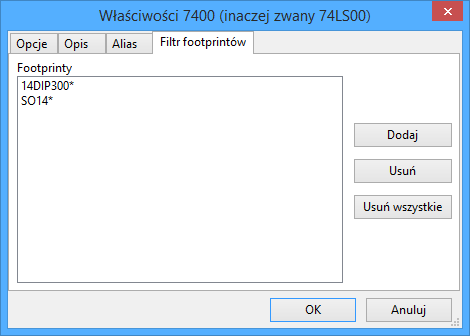 Właściwości 7400 (inaczej zwany 74LS00)
Opcje Opis Alias Filtr footprintów
Footprinty
14DIP300*
SO14*
Dodaj
Usuń
Usuń wszystkie
OK Anuluj